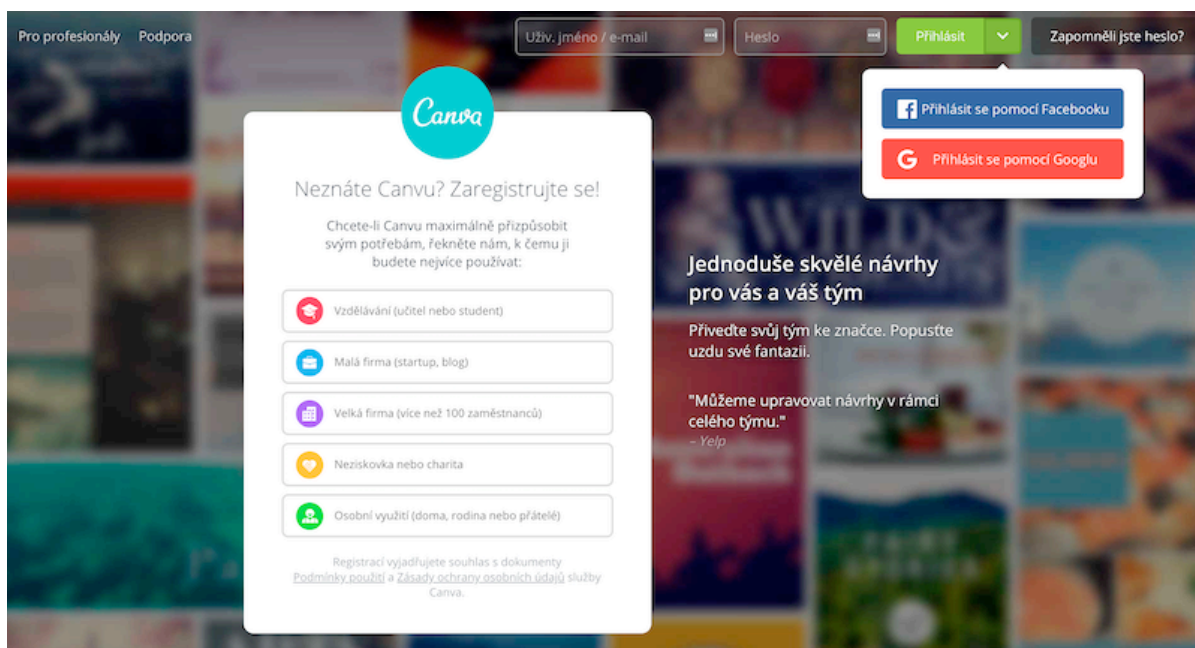 Pro profesionály Podpora Uživ. jméno / e-mail Heslo Přihlásit Zapomněli jste heslo?
Přihlásit se pomocí Facebooku
Přihlásit se pomocí Googlu
Canva
Neznáte Canvu? Zaregistrujte se!
Chcete-li Canvu maximálně přizpůsobit
svým potřebám, řekněte nám, k čemu ji
budete nejvíce používat:
Vzdělávání (učitel nebo student)
Malá firma (startup, blog)
Velká firma (více než 100 zaměstnanců)
Neziskovka nebo charita
Osobní využití (doma, rodina nebo přátelé)
Registrací vyjadřujete souhlas s dokumenty
Podmínky použití a Zásady ochrany osobních údajů služby
Canva.
WILD &
Jednoduše skvělé návrhy
pro vás a váš tým
Přiveďte svůj tým ke značce. Popusťte
uzdu své fantazii.
"Můžeme upravovat návrhy v rámci
celého týmu."
– Yelp